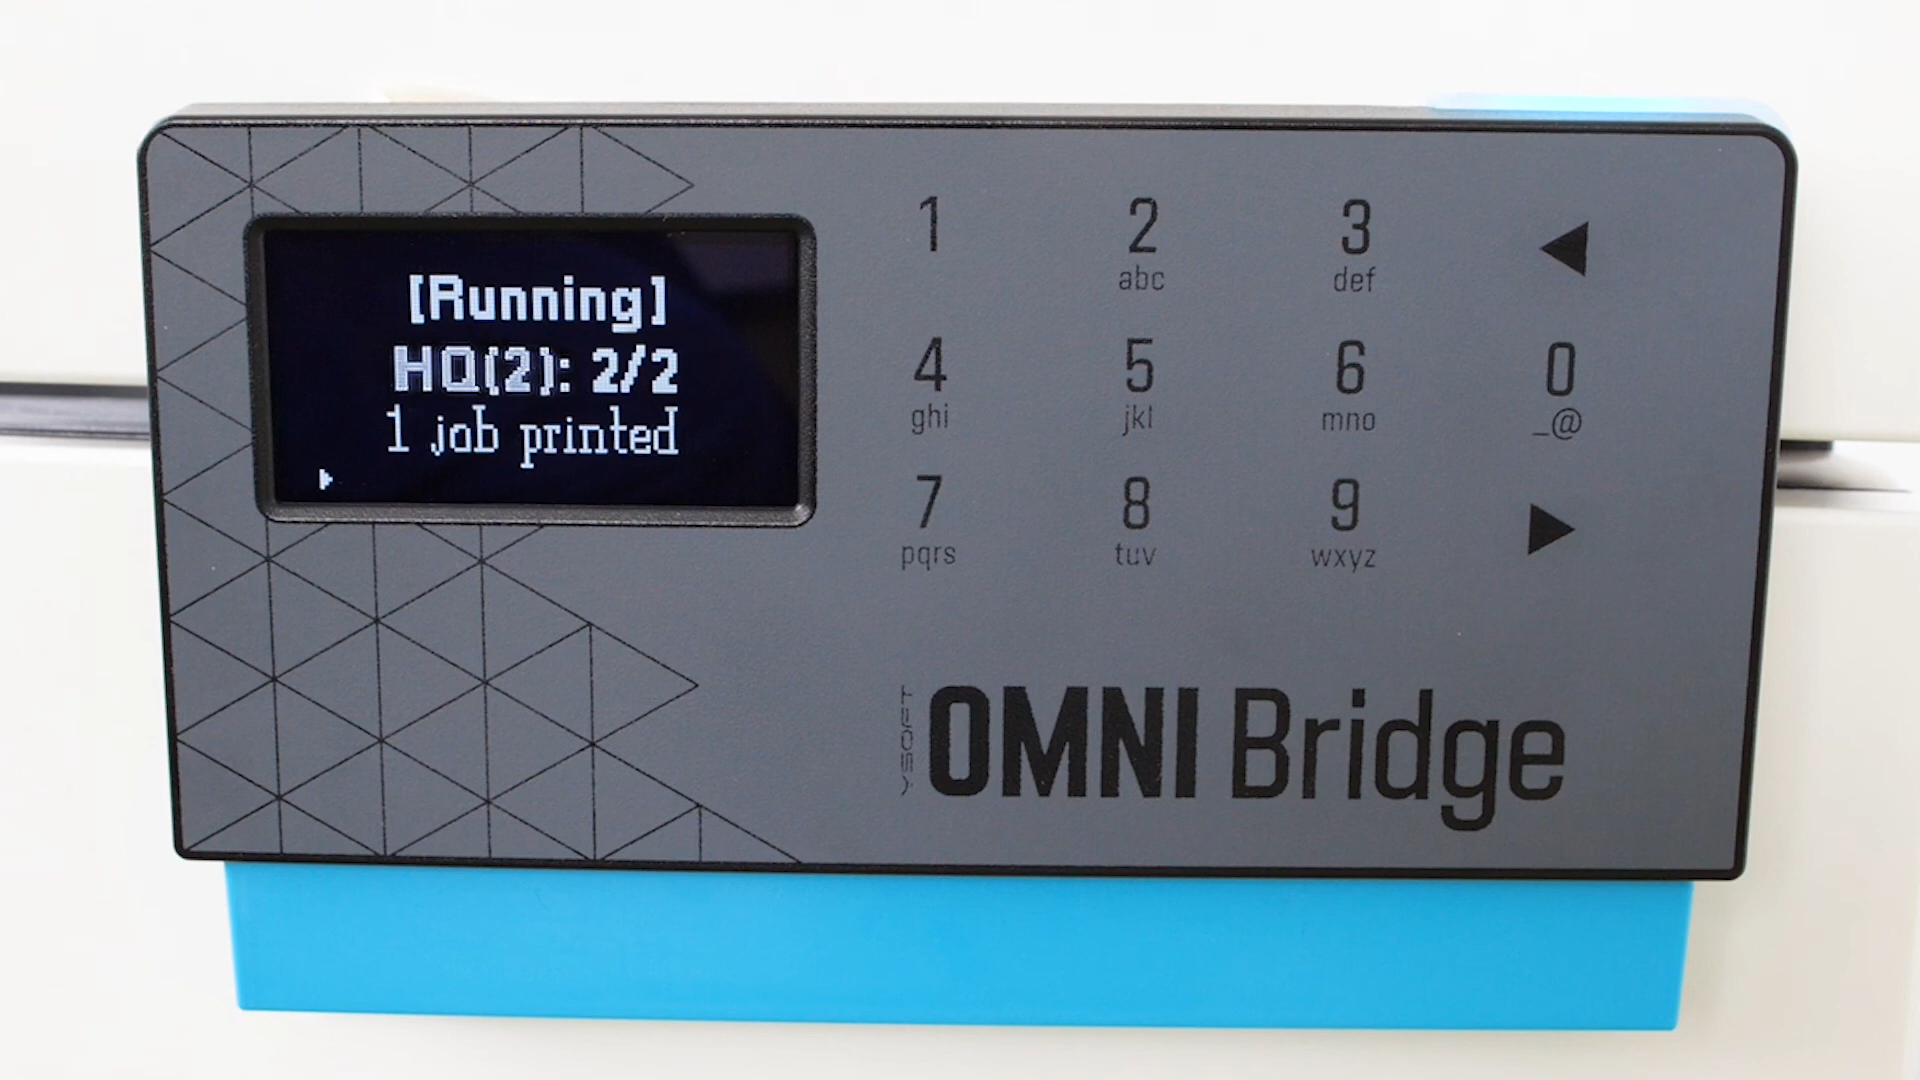 [Running]
HQ(2): 2/2
1 job printed
1
2
abc
3
def
4
ghi
5
jkl
6
mno
0
_@
7
pqrs
8
tuv
9
wxyz
YSOFT
OMNI Bridge